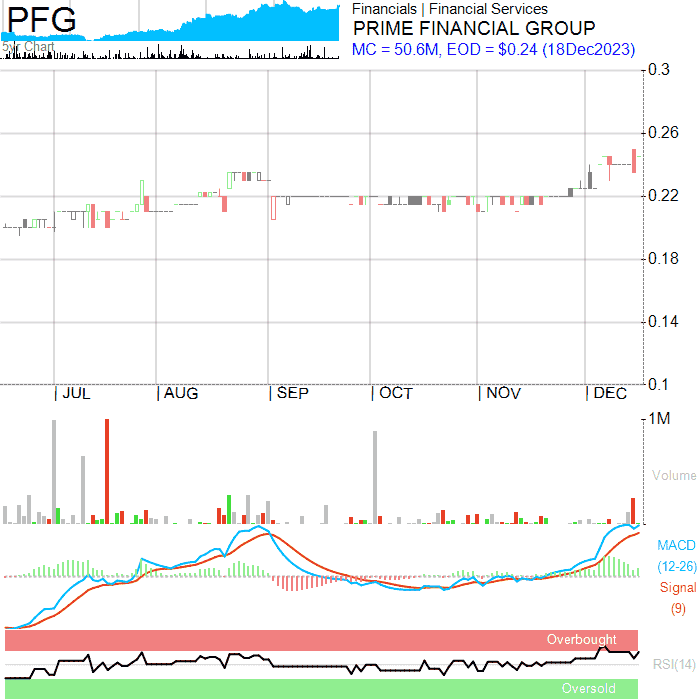 PFG
5yr Chart
Financials | Financial Services
PRIME FINANCIAL GROUP
MC = 50.6M, EOD = $0.24 (18Dec2023)
0.3
0.26
0.22
0.18
0.14
0.1
| JUL | AUG | SEP | OCT | NOV | DEC
1M
Volume
MACD
(12-26)
Signal
(9)
Overbought
RSI(14)
Oversold